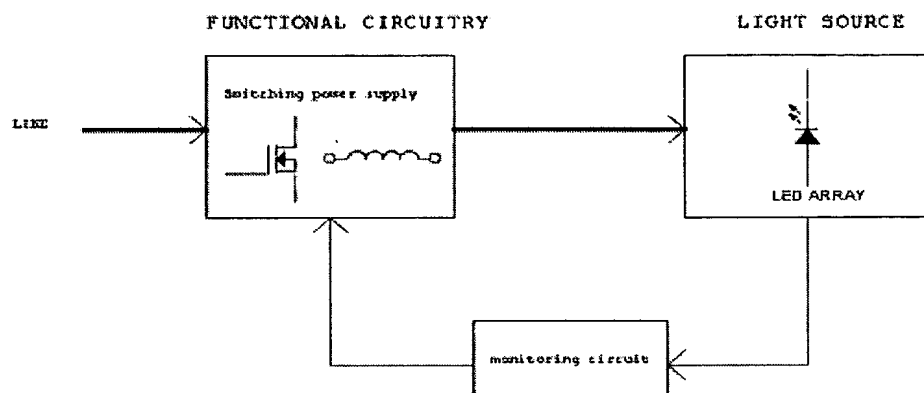 FUNCTIONAL CIRCUITRY
LIGHT SOURCE
Switching power supply
LINE
LED ARRAY
monitoring circuit